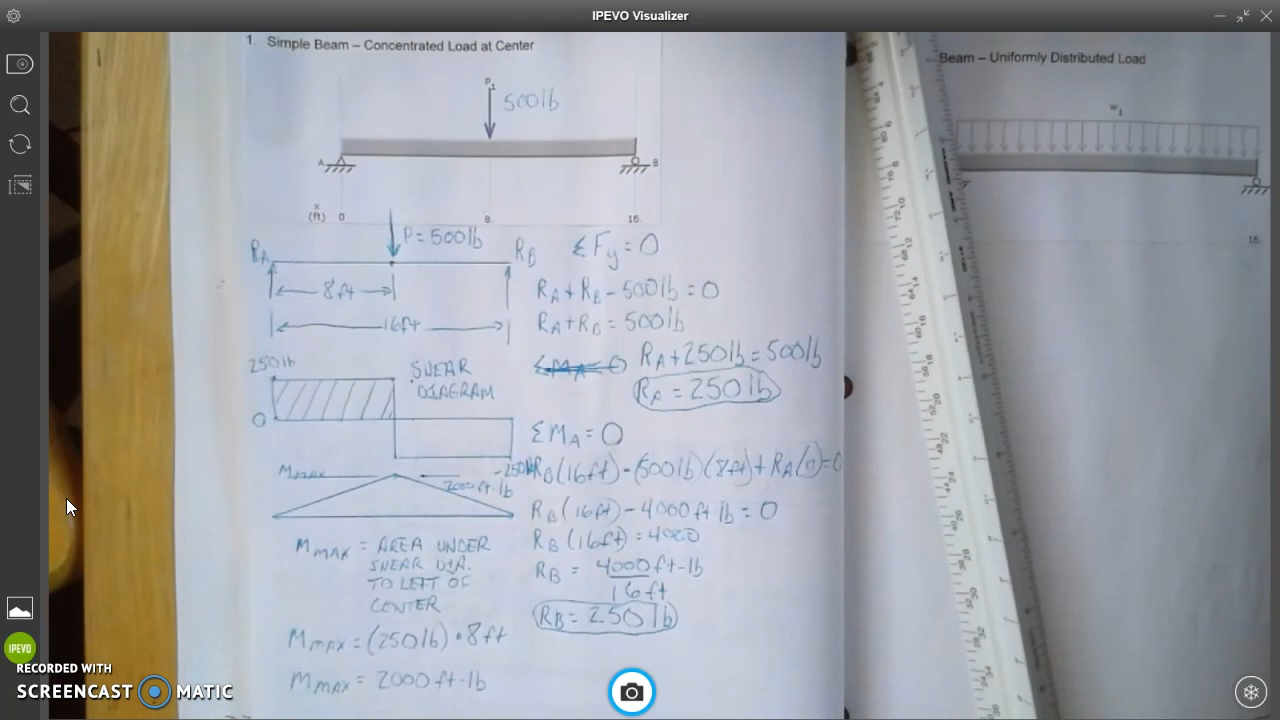 IPEVO Visualizer
1. Simple Beam – Concentrated Load at Center
P1
500lb
A
B
x
(ft)
0
8.
16.
P = 500lb
RA
RB
8ft
16ft
ΣFy = 0
RA + RB - 500lb = 0
RA + RB = 500lb
RA + 250lb = 500lb
RA = 250lb
250lb
SHEAR
DIAGRAM
0
-250lb
ΣMA = 0
RB(16ft) - (500lb)(8ft) + RA(0) = 0
MMAX
2000ft-lb
RB(16ft) - 4000ft·lb = 0
RB(16ft) = 4000
RB = 4000ft-lb
16ft
RB = 250lb
MMAX = AREA UNDER
SHEAR DIA.
TO LEFT OF
CENTER
MMAX = (250lb) • 8ft
MMAX = 2000ft-lb
Beam – Uniformly Distributed Load
w1
16.
IPEVO
RECORDED WITH
SCREENCAST MATIC